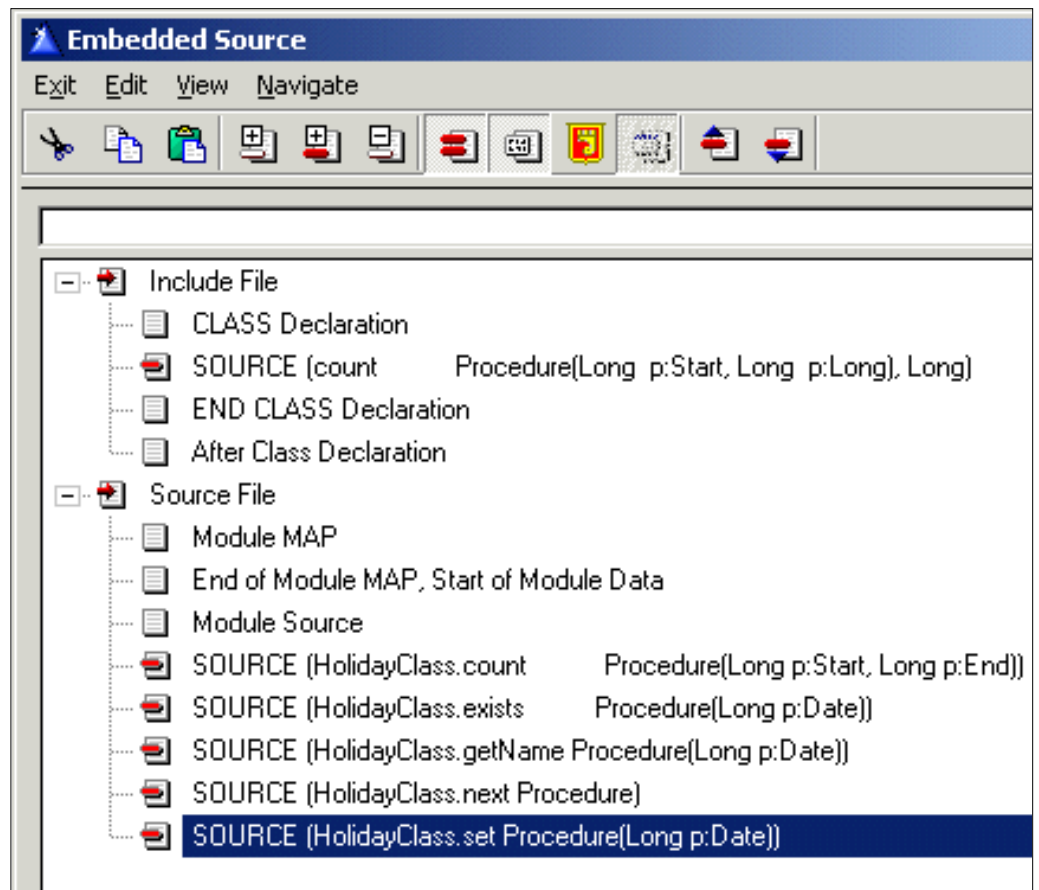 Embedded Source
Exit Edit View Navigate
Include File
CLASS Declaration
SOURCE (count Procedure(Long p:Start, Long p:Long), Long)
END CLASS Declaration
After Class Declaration
Source File
Module MAP
End of Module MAP, Start of Module Data
Module Source
SOURCE (HolidayClass.count Procedure(Long p:Start, Long p:End))
SOURCE (HolidayClass.exists Procedure(Long p:Date))
SOURCE (HolidayClass.getName Procedure(Long p:Date))
SOURCE (HolidayClass.next Procedure)
SOURCE (HolidayClass.set Procedure(Long p:Date))